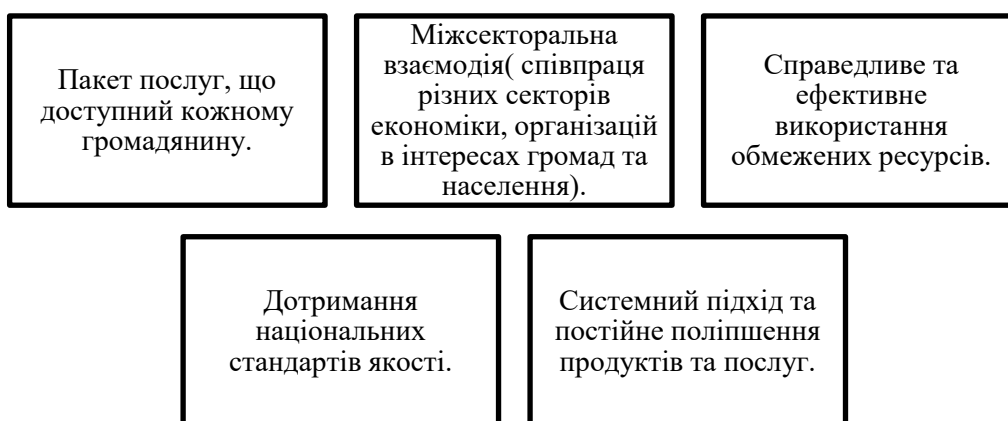 Пакет послуг, що
доступний кожному
громадянину.
Міжсекторальна
взаємодія( співпраця
різних секторів
економіки, організацій
в інтересах громад та
населення).
Справедливе та
ефективне
використання
обмежених ресурсів.
Дотримання
національних
стандартів якості.
Системний підхід та
постійне поліпшення
продуктів та послуг.